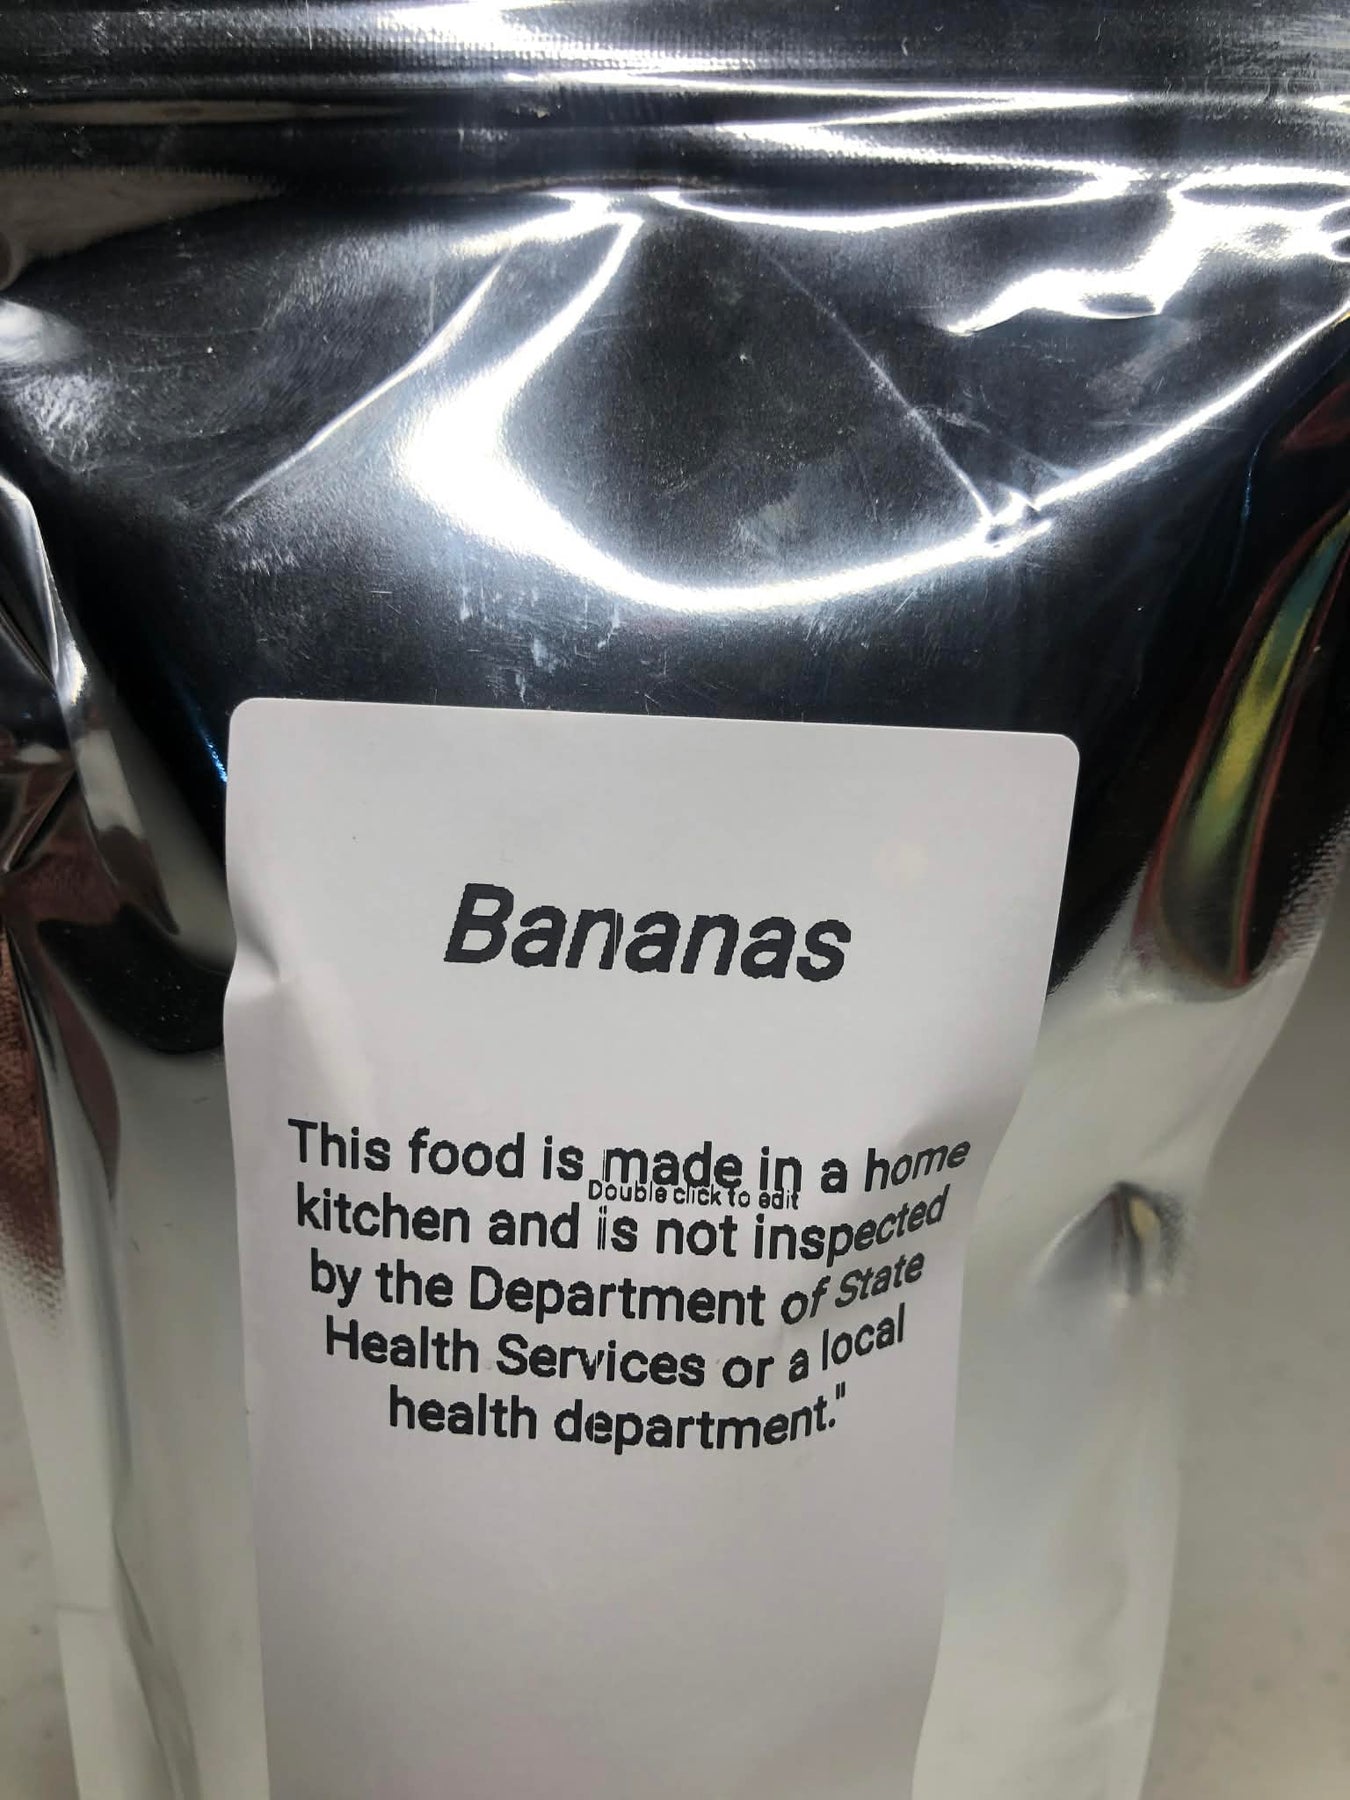 Bananas
This food is made in a home
Double click to edit
kitchen and is not inspected
by the Department of State
Health Services or a local
health department."